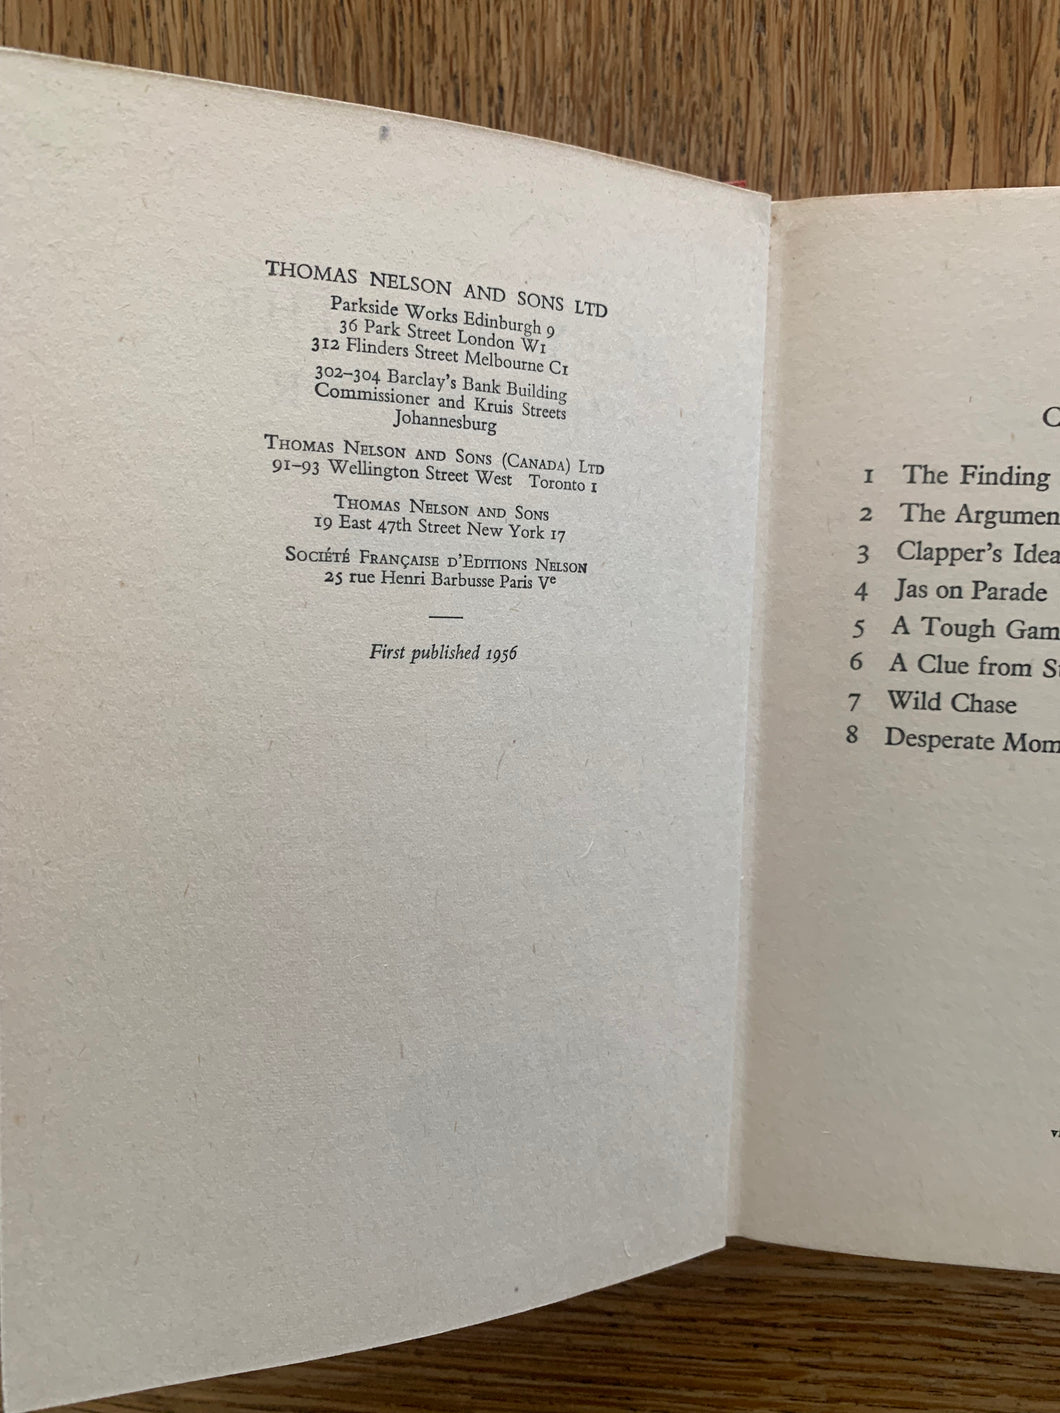 THOMAS NELSON AND SONS LTD
Parkside Works Edinburgh 9
36 Park Street London W1
312 Flinders Street Melbourne C1
302–304 Barclay's Bank Building
Commissioner and Kruis Streets
Johannesburg
THOMAS NELSON AND SONS (CANADA) LTD
91–93 Wellington Street West Toronto 1
THOMAS NELSON AND SONS
19 East 47th Street New York 17
SOCIÉTÉ FRANÇAISE D'EDITIONS NELSON
25 rue Henri Barbusse Paris Vᵉ
First published 1956
C
1 The Finding
2 The Argumen
3 Clapper's Idea
4 Jas on Parade
5 A Tough Gam
6 A Clue from S
7 Wild Chase
8 Desperate Mom